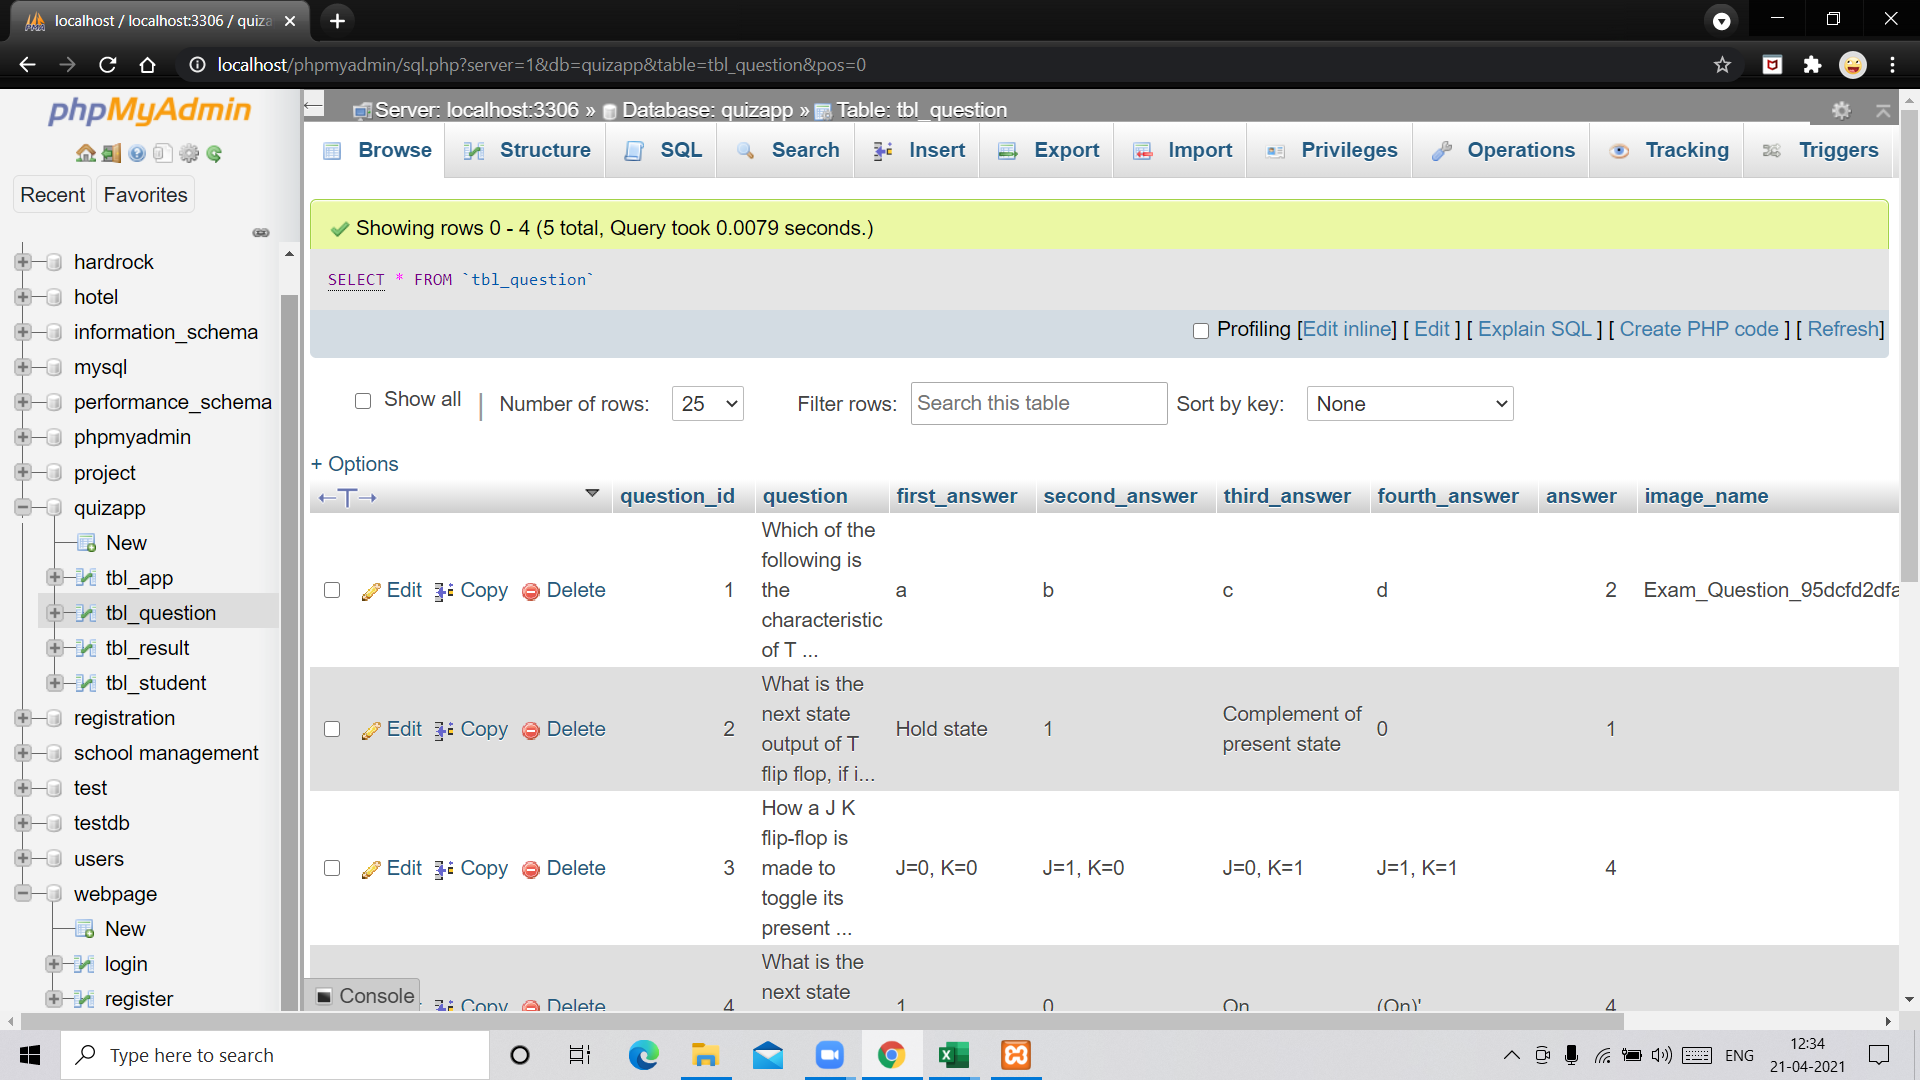 localhost / localhost:3306 / quiza
localhost/phpmyadmin/sql.php?server=1&db=quizapp&table=tbl_question&pos=0
phpMyAdmin
Recent
Favorites
hardrock
hotel
information_schema
mysql
performance_schema
phpmyadmin
project
quizapp
New
tbl_app
tbl_question
tbl_result
tbl_student
registration
school management
test
testdb
users
webpage
New
login
register
Server: localhost:3306 » Database: quizapp » Table: tbl_question
Browse Structure SQL Search Insert Export Import Privileges Operations Tracking Triggers
Showing rows 0 - 4 (5 total, Query took 0.0079 seconds.)
SELECT * FROM `tbl_question`
Profiling [Edit inline] [ Edit ] [ Explain SQL ] [ Create PHP code ] [ Refresh]
Show all | Number of rows: 25 Filter rows: Search this table Sort by key: None
+ Options
←T→ question_id question first_answer second_answer third_answer fourth_answer answer image_name
Which of the
following is
Edit Copy Delete 1 the a b c d 2 Exam_Question_95dcfd2dfa
characteristic
of T ...
What is the
next state
Edit Copy Delete 2 output of T Hold state 1 Complement of present state 0 1
flip flop, if i...
How a J K
flip-flop is
Edit Copy Delete 3 made to J=0, K=0 J=1, K=0 J=0, K=1 J=1, K=1 4
toggle its
present ...
What is the
next state
Console Copy Delete 4 1 0 Qn (Qn)' 4
Type here to search
ENG
12:34
21-04-2021